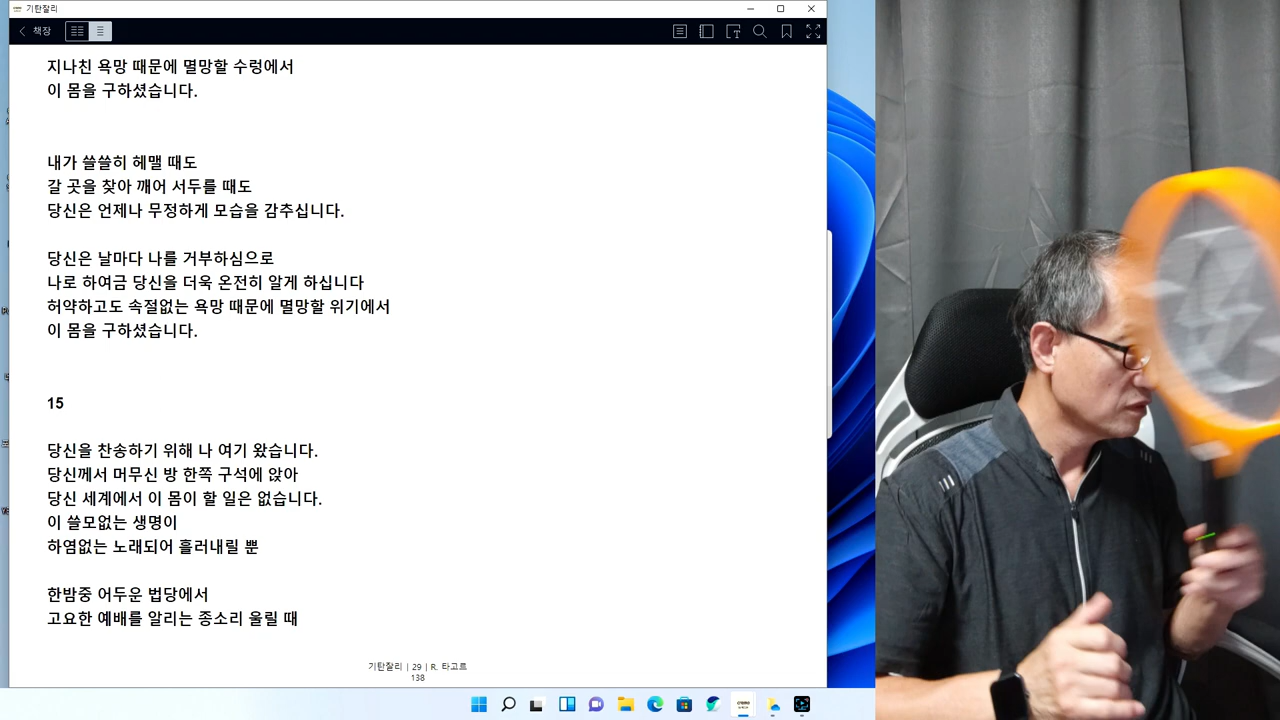 기탄잘리
책장
지나친 욕망 때문에 멸망할 수렁에서
이 몸을 구하셨습니다.
내가 쓸쓸히 헤맬 때도
갈 곳을 찾아 깨어 서두를 때도
당신은 언제나 무정하게 모습을 감추십니다.
당신은 날마다 나를 거부하심으로
나로 하여금 당신을 더욱 온전히 알게 하십니다
허약하고도 속절없는 욕망 때문에 멸망할 위기에서
이 몸을 구하셨습니다.
15
당신을 찬송하기 위해 나 여기 왔습니다.
당신께서 머무신 방 한쪽 구석에 앉아
당신 세계에서 이 몸이 할 일은 없습니다.
이 쓸모없는 생명이
하염없는 노래되어 흘러내릴 뿐
한밤중 어두운 법당에서
고요한 예배를 알리는 종소리 울릴 때
기탄잘리 | 29 | R. 타고르
138